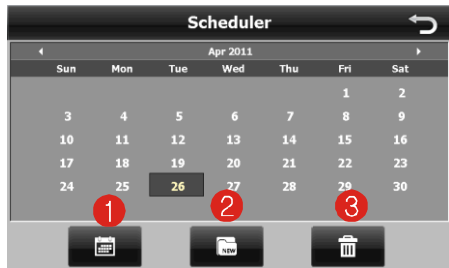 Scheduler
Apr 2011
Sun Mon Tue Wed Thu Fri Sat
1 2
3 4 5 6 7 8 9
10 11 12 13 14 15 16
17 18 19 20 21 22 23
24 25 26 27 28 29 30
1 2 3
NEW